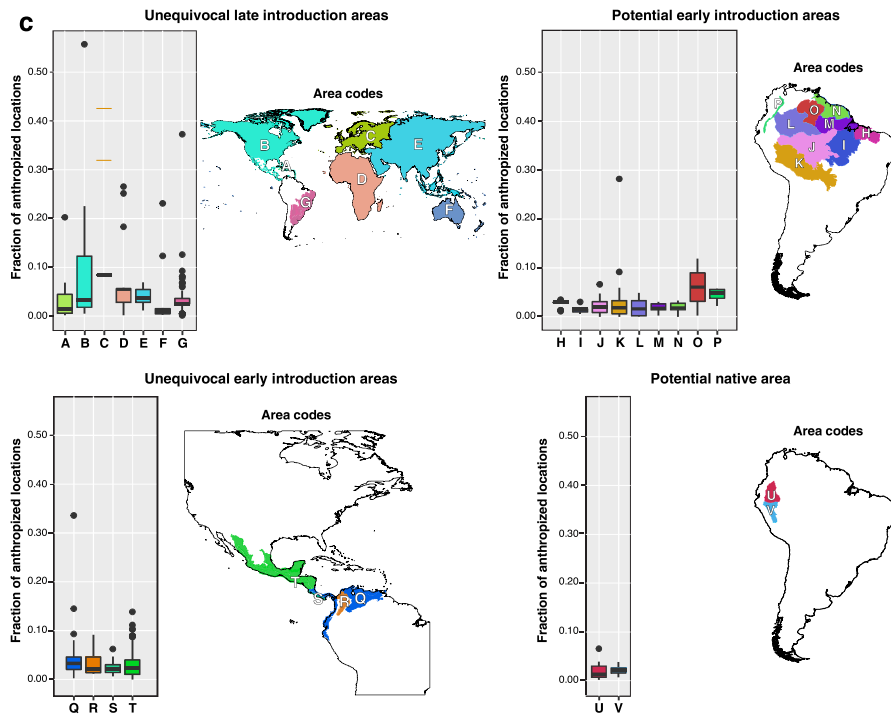 c
Unequivocal late introduction areas
Fraction of anthropized locations
0.50
0.40
0.30
0.20
0.10
0.00
A B C D E F G
Area codes
B
C
E
A
D
G
F
Potential early introduction areas
Fraction of anthropized locations
0.50
0.40
0.30
0.20
0.10
0.00
H I J K L M N O P
Area codes
P
O
N
L
M
H
J
I
K
Unequivocal early introduction areas
Fraction of anthropized locations
0.50
0.40
0.30
0.20
0.10
0.00
Q R S T
Area codes
T
S
R
Q
Potential native area
Fraction of anthropized locations
0.50
0.40
0.30
0.20
0.10
0.00
U V
Area codes
U
V